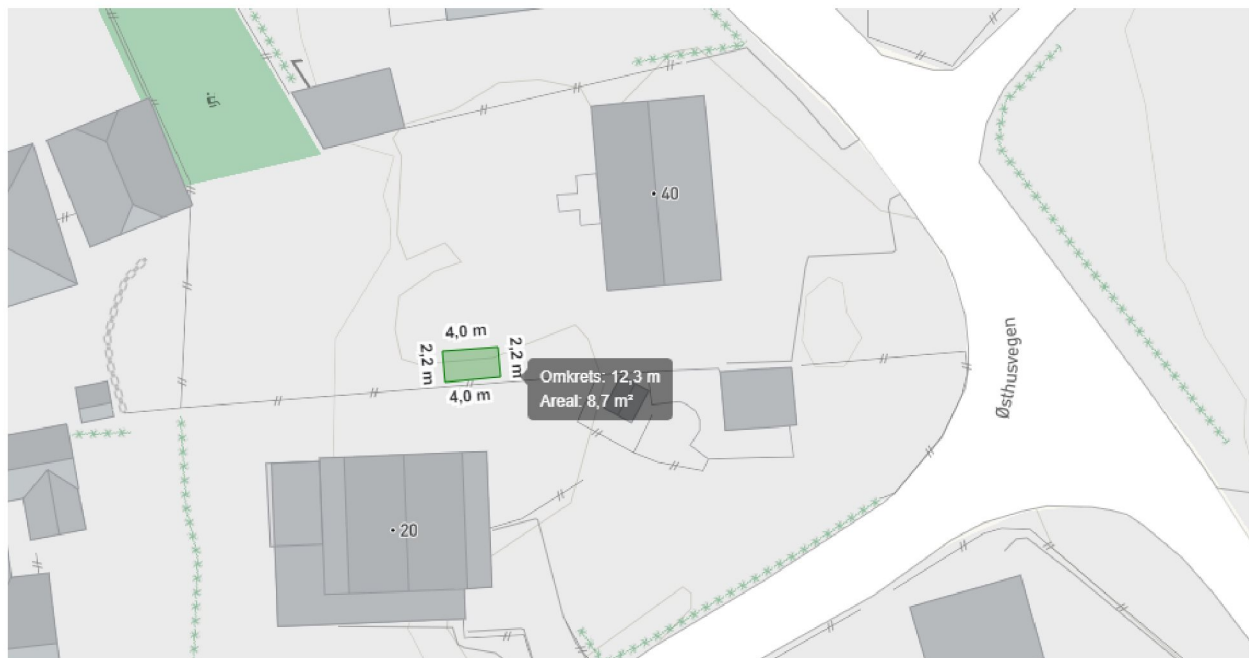 40
4,0 m
2,2 m
2,2 m
Omkrets: 12,3 m
Areal: 8,7 m²
4,0 m
Østhusvegen
20